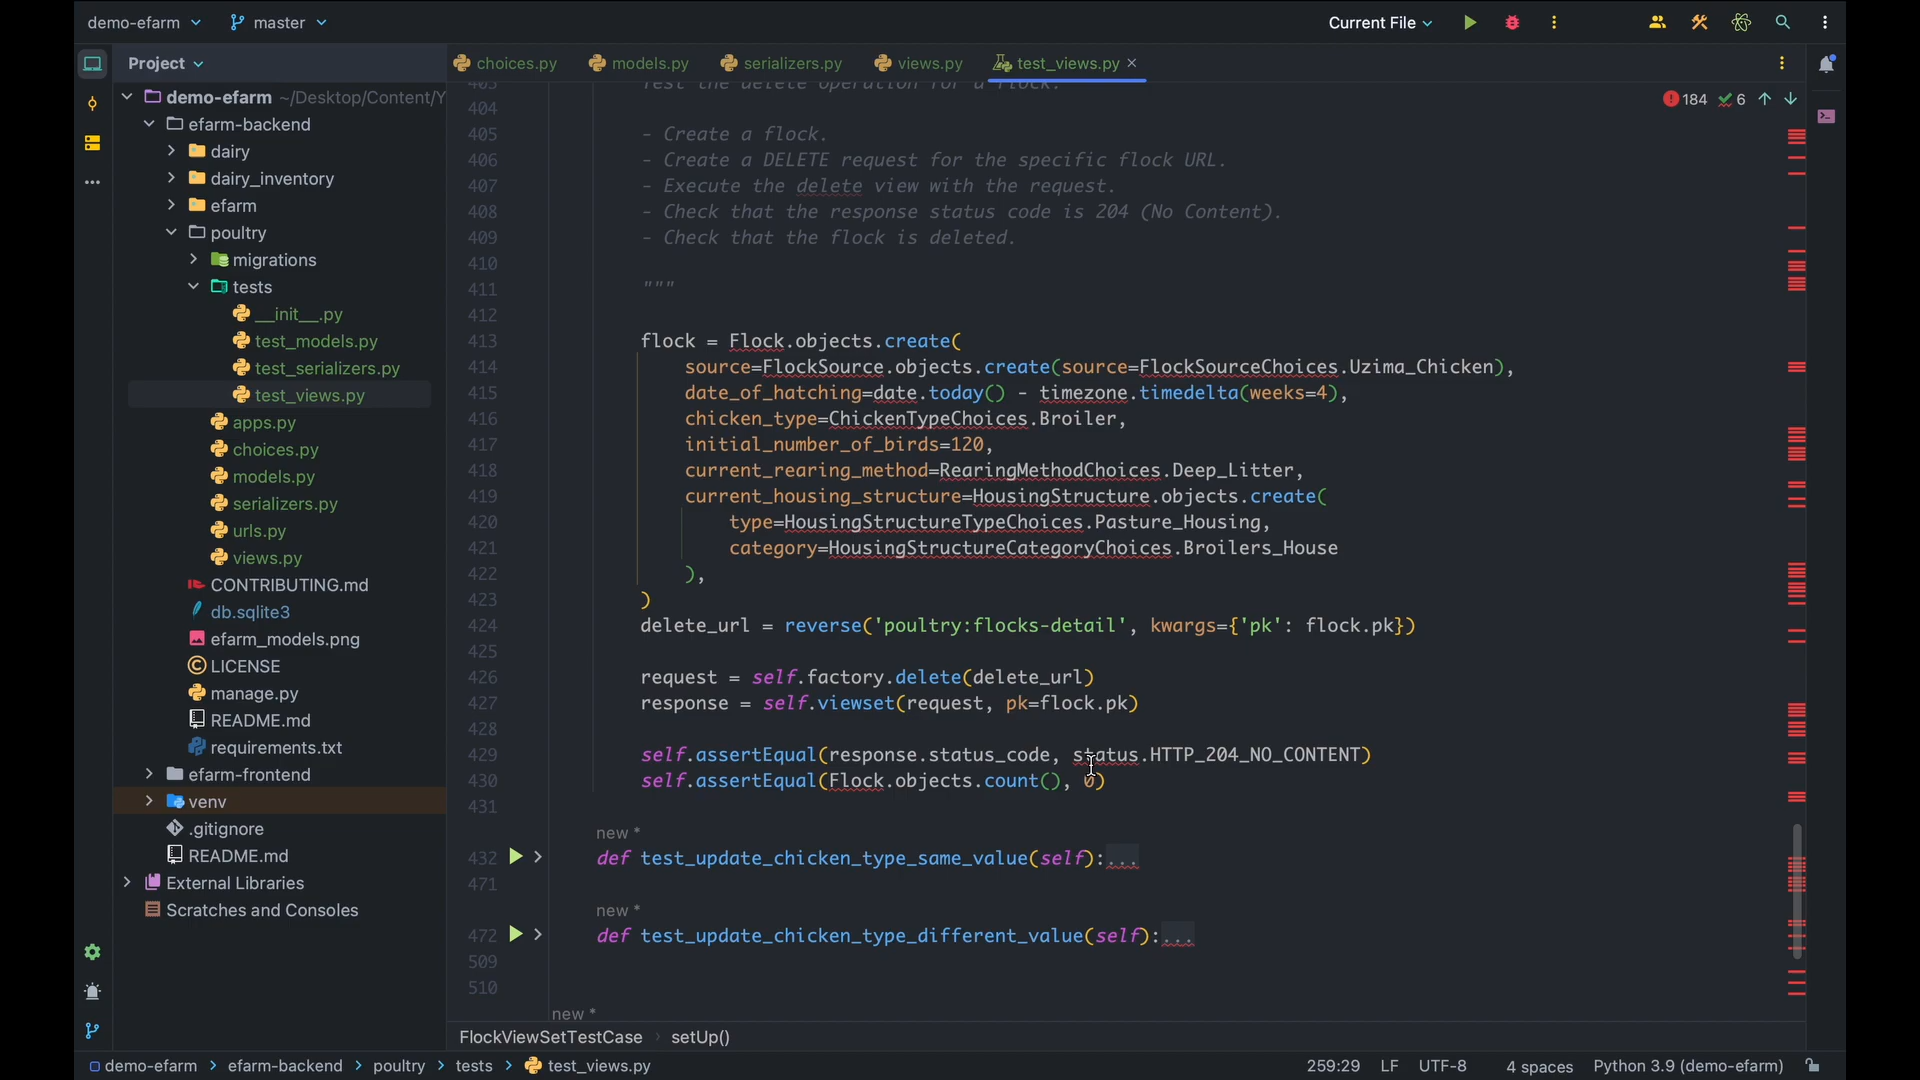 demo-efarm
master
Current File
Project
choices.py
models.py
serializers.py
views.py
test_views.py
184
6
demo-efarm ~/Desktop/Content/Y
efarm-backend
dairy
dairy_inventory
efarm
poultry
migrations
tests
__init__.py
test_models.py
test_serializers.py
test_views.py
apps.py
choices.py
models.py
serializers.py
urls.py
views.py
CONTRIBUTING.md
db.sqlite3
efarm_models.png
LICENSE
manage.py
README.md
requirements.txt
efarm-frontend
venv
.gitignore
README.md
External Libraries
Scratches and Consoles
403 Test the delete operation for a flock.
404
405 - Create a flock.
406 - Create a DELETE request for the specific flock URL.
407 - Execute the delete view with the request.
408 - Check that the response status code is 204 (No Content).
409 - Check that the flock is deleted.
410
411 """
412
413 flock = Flock.objects.create(
414 source=FlockSource.objects.create(source=FlockSourceChoices.Uzima_Chicken),
415 date_of_hatching=date.today() - timezone.timedelta(weeks=4),
416 chicken_type=ChickenTypeChoices.Broiler,
417 initial_number_of_birds=120,
418 current_rearing_method=RearingMethodChoices.Deep_Litter,
419 current_housing_structure=HousingStructure.objects.create(
420 type=HousingStructureTypeChoices.Pasture_Housing,
421 category=HousingStructureCategoryChoices.Broilers_House
422 ),
423 )
424 delete_url = reverse('poultry:flocks-detail', kwargs={'pk': flock.pk})
425
426 request = self.factory.delete(delete_url)
427 response = self.viewset(request, pk=flock.pk)
428
429 self.assertEqual(response.status_code, status.HTTP_204_NO_CONTENT)
430 self.assertEqual(Flock.objects.count(), 0)
431
new *
432 def test_update_chicken_type_same_value(self):...
471
new *
472 def test_update_chicken_type_different_value(self):...
509
510
new *
FlockViewSetTestCase setUp()
demo-efarm efarm-backend poultry tests test_views.py
259:29 LF UTF-8 4 spaces Python 3.9 (demo-efarm)